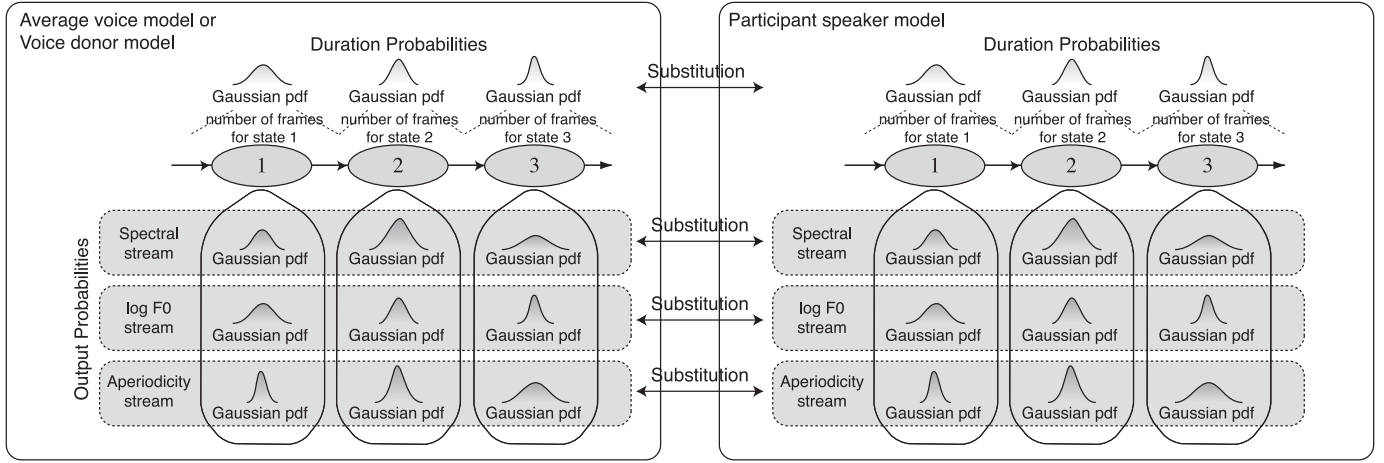 Average voice model or
Voice donor model
Duration Probabilities
Gaussian pdf Gaussian pdf Gaussian pdf
number of frames number of frames number of frames
for state 1 for state 2 for state 3
1 2 3
Output Probabilities
Spectral
stream
Gaussian pdf Gaussian pdf Gaussian pdf
log F0
stream
Gaussian pdf Gaussian pdf Gaussian pdf
Aperiodicity
stream
Gaussian pdf Gaussian pdf Gaussian pdf
Substitution
Substitution
Substitution
Substitution
Participant speaker model
Duration Probabilities
Gaussian pdf Gaussian pdf Gaussian pdf
number of frames number of frames number of frames
for state 1 for state 2 for state 3
1 2 3
Spectral
stream
Gaussian pdf Gaussian pdf Gaussian pdf
log F0
stream
Gaussian pdf Gaussian pdf Gaussian pdf
Aperiodicity
stream
Gaussian pdf Gaussian pdf Gaussian pdf